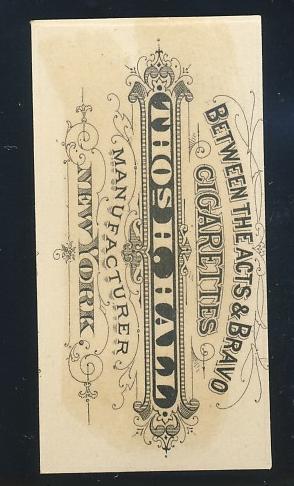 BETWEEN THE ACTS & BRAVO
CIGARETTES
THOS. H. HALL
MANUFACTURER
NEW YORK